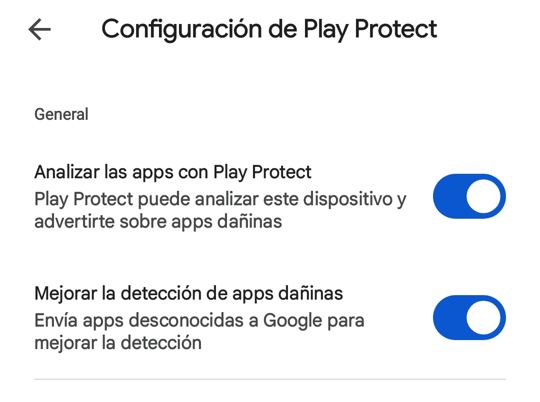 Configuración de Play Protect
General
Analizar las apps con Play Protect
Play Protect puede analizar este dispositivo y
advertirte sobre apps dañinas
Mejorar la detección de apps dañinas
Envía apps desconocidas a Google para
mejorar la detección